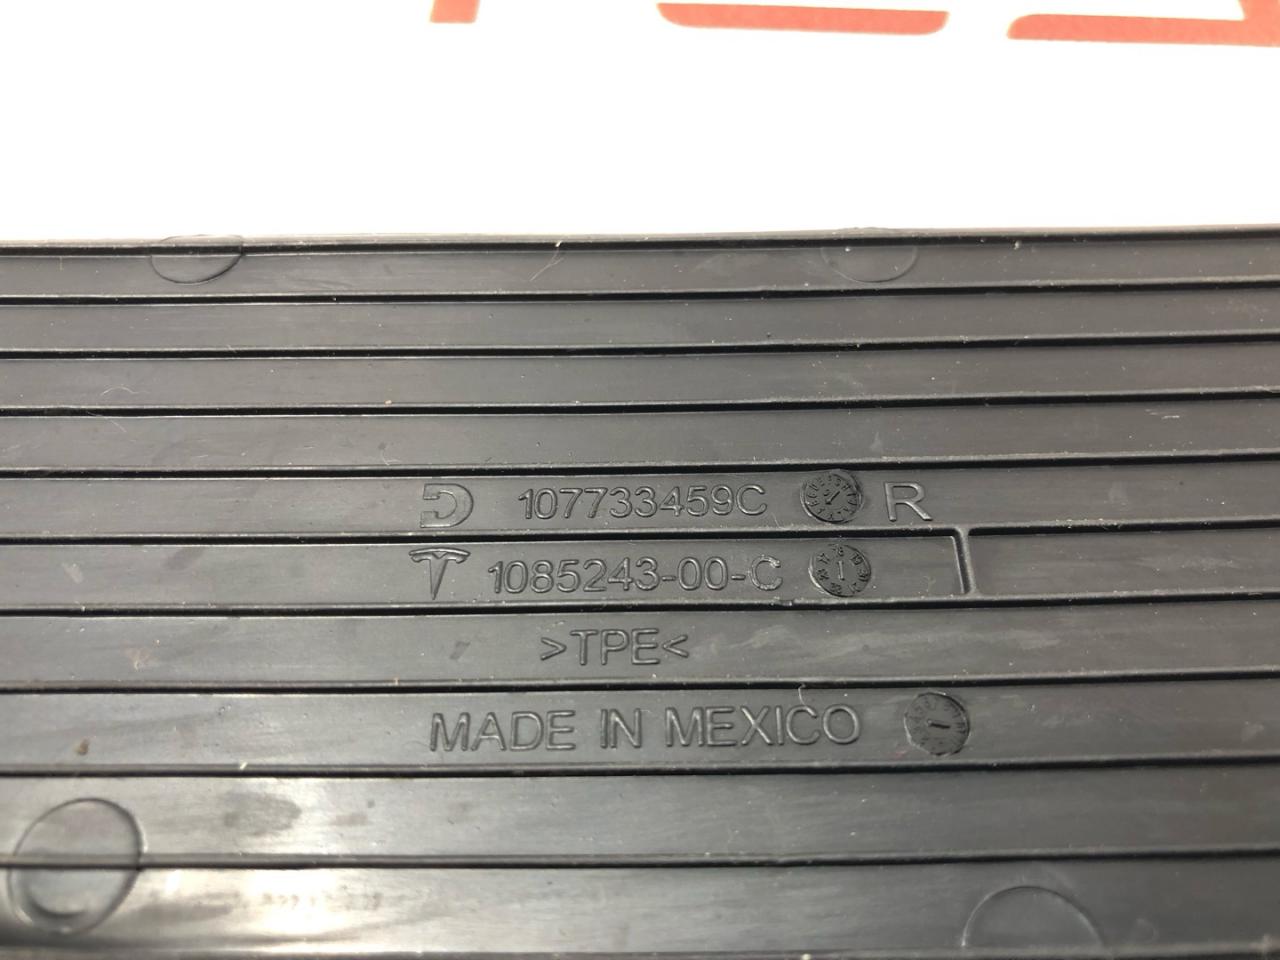 107733459C R
1085243-00-C
>TPE<
MADE IN MEXICO